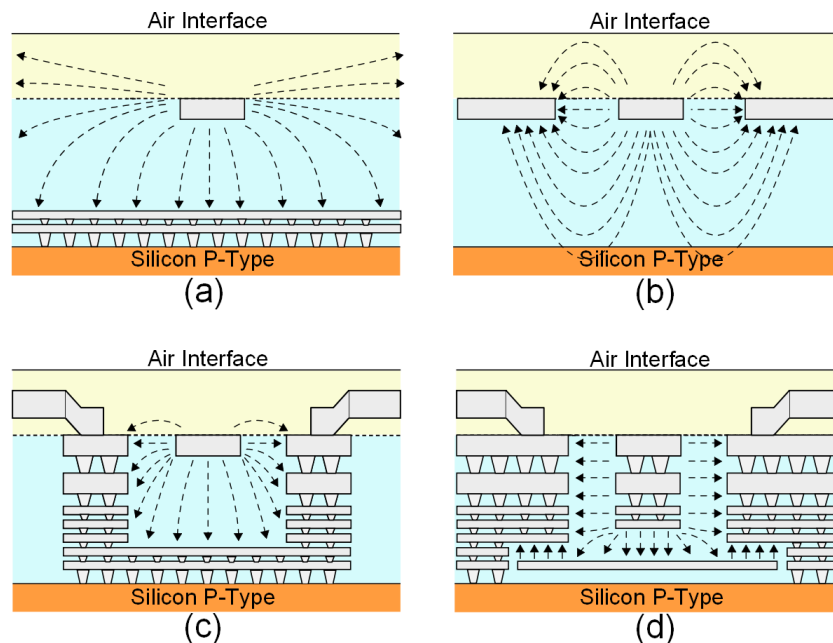 Air Interface
Silicon P-Type
(a)
Air Interface
Silicon P-Type
(b)
Air Interface
Silicon P-Type
(c)
Air Interface
Silicon P-Type
(d)